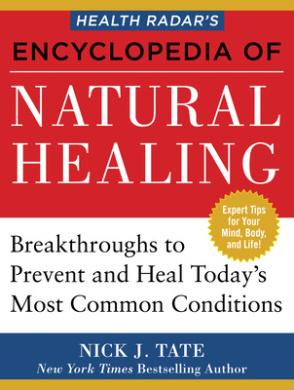 HEALTH RADAR'S
ENCYCLOPEDIA OF
NATURAL
HEALING
Expert Tips
for Your
Mind, Body,
and Life!
Breakthroughs to
Prevent and Heal Today's
Most Common Conditions
NICK J. TATE
New York Times Bestselling Author